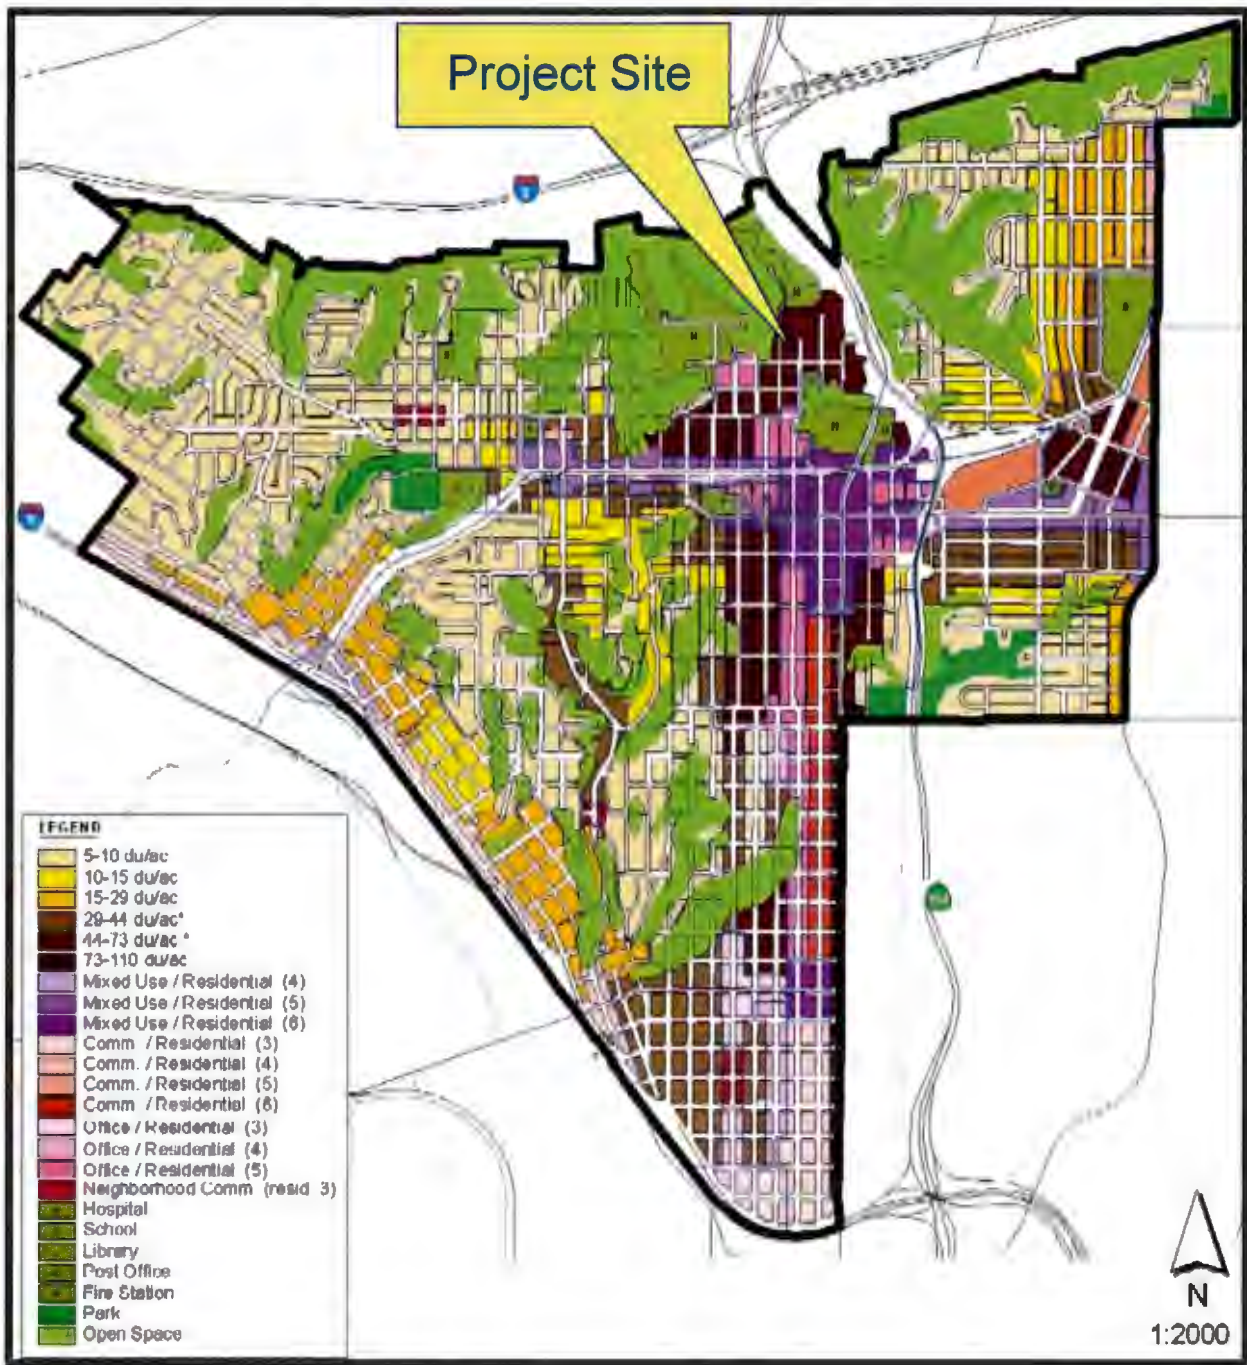 Project Site
LEGEND
5-10 du/ac
10-15 du/ac
15-29 du/ac
29-44 du/ac*
44-73 du/ac *
73-110 du/ac
Mixed Use / Residential (4)
Mixed Use / Residential (5)
Mixed Use / Residential (6)
Comm / Residential (3)
Comm. / Residential (4)
Comm. / Residential (5)
Comm / Residential (6)
Office / Residential (3)
Office / Residential (4)
Office / Residential (5)
Neighborhood Comm (resid 3)
Hospital
School
Library
Post Office
Fire Station
Park
Open Space
N
1:2000